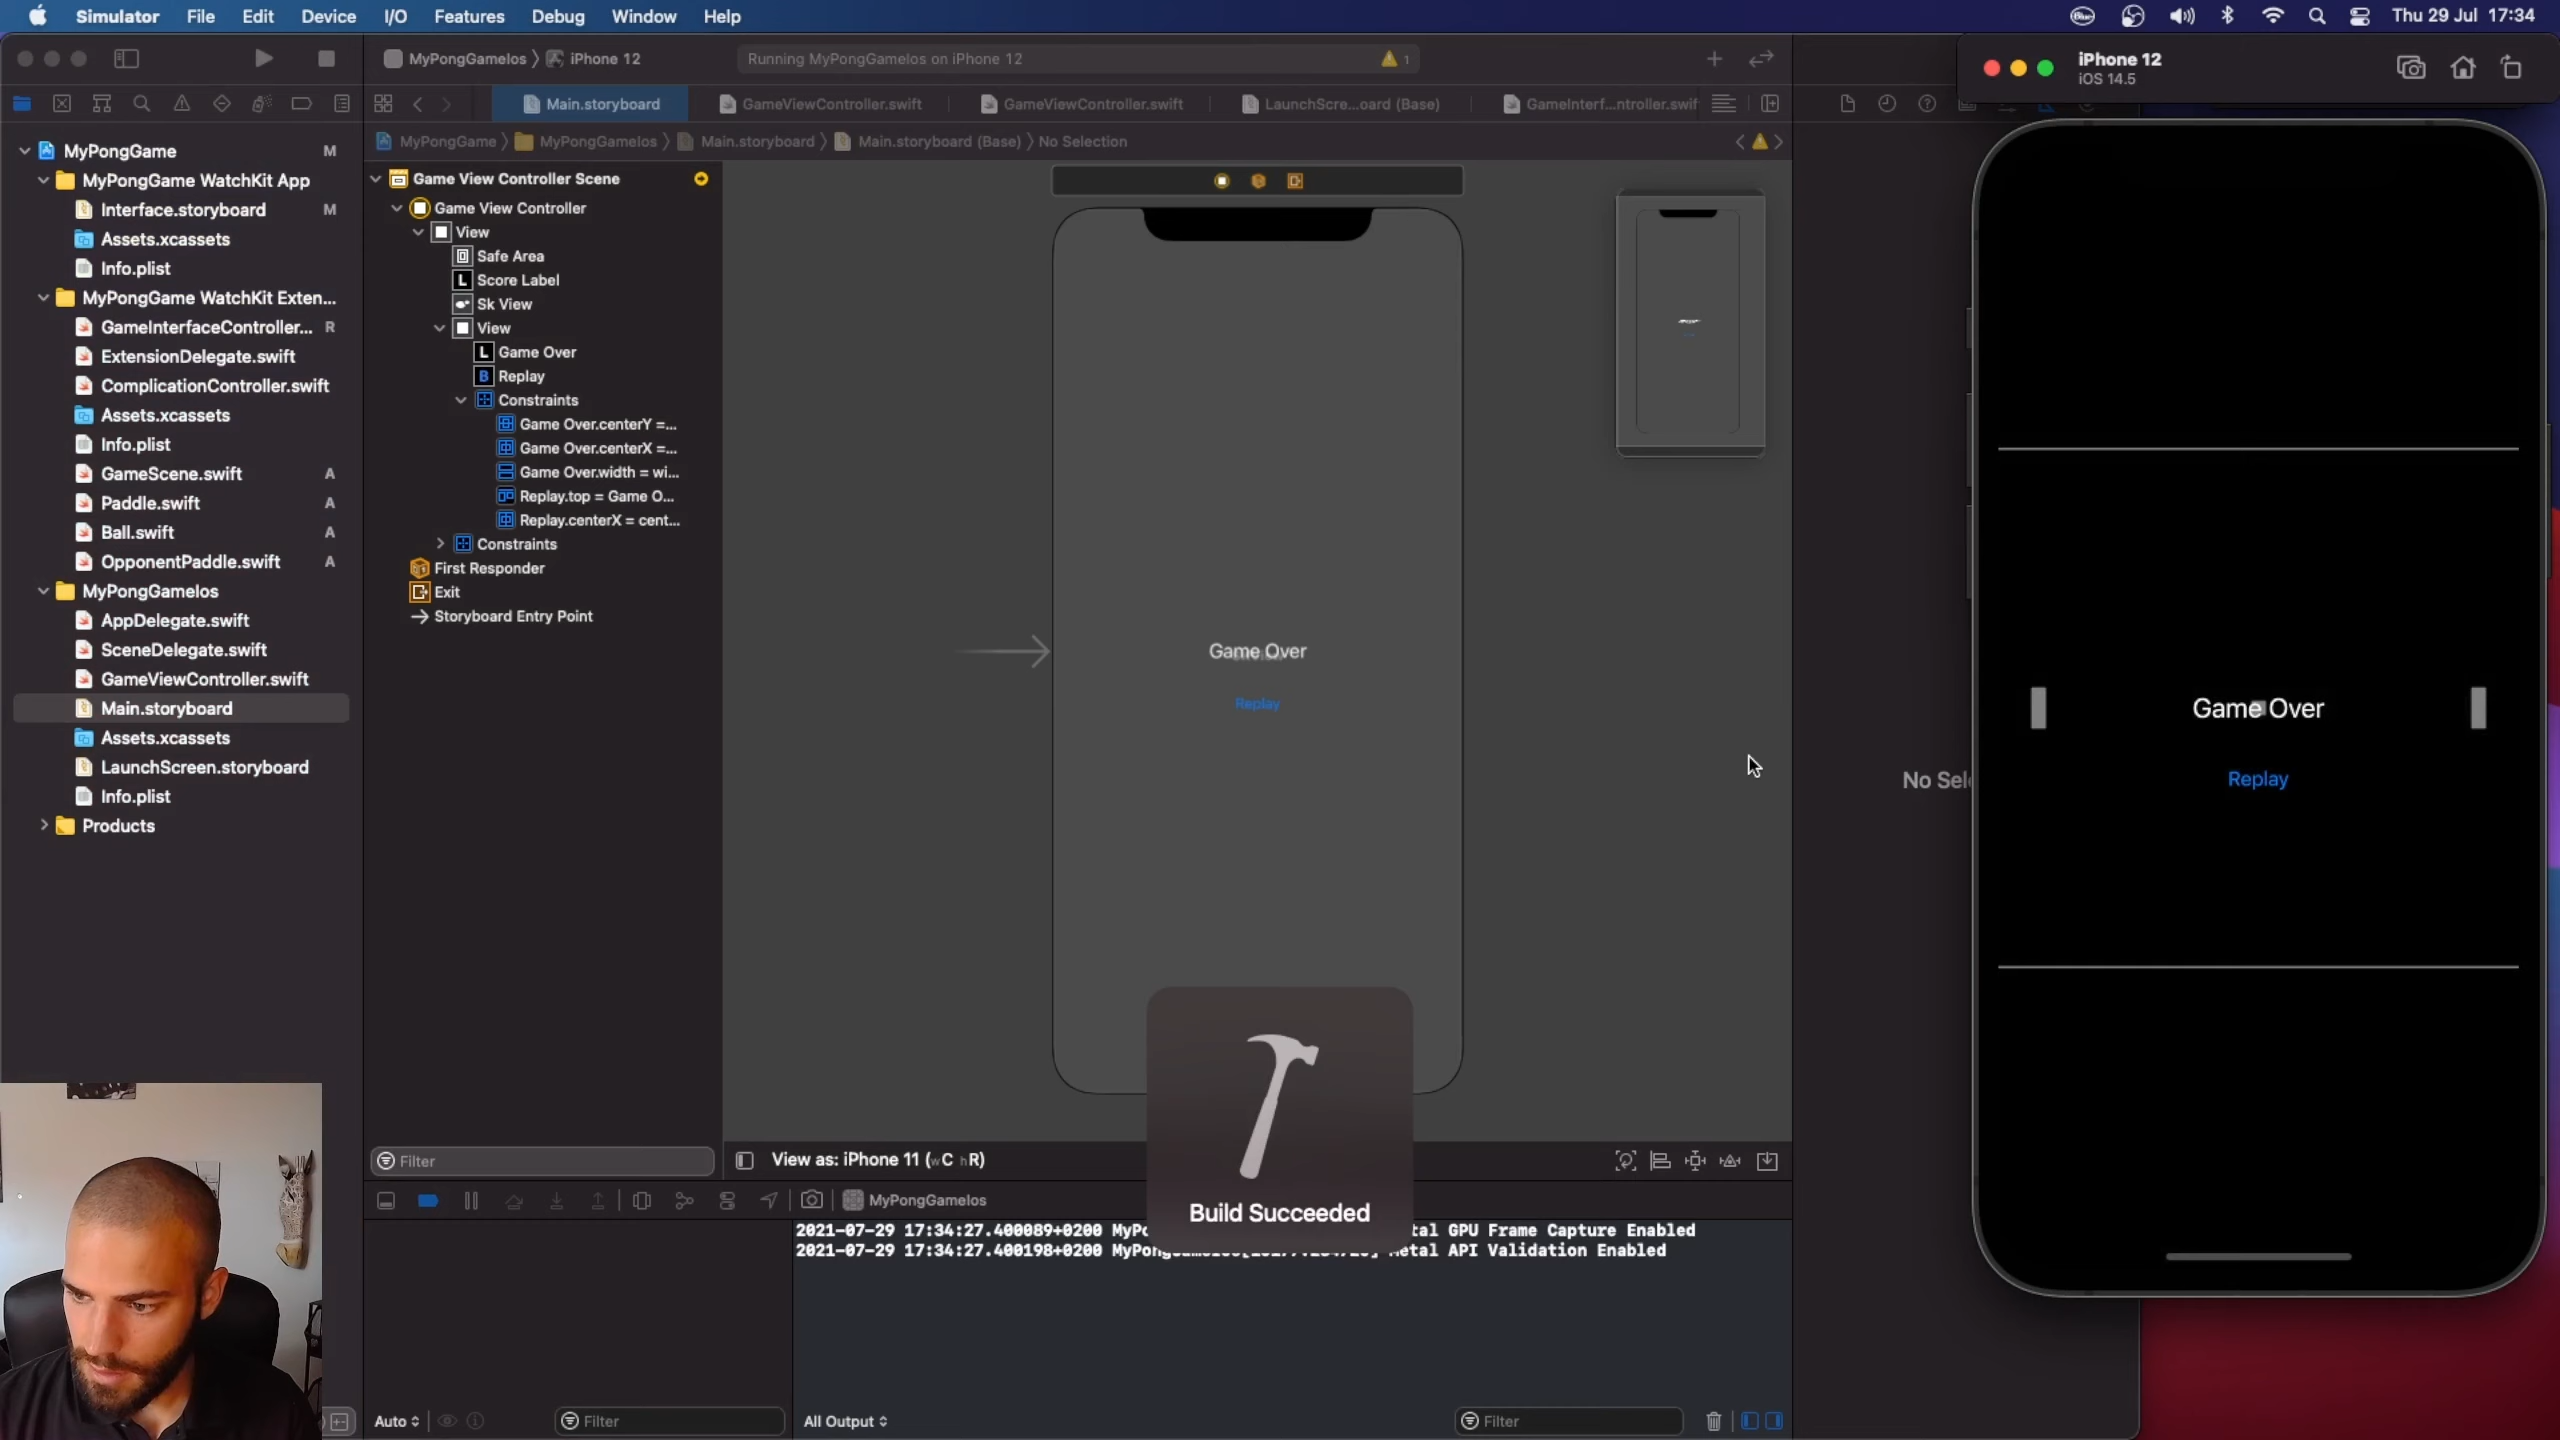 Simulator File Edit Device I/O Features Debug Window Help
Thu 29 Jul 17:34
MyPongGameIos iPhone 12
Running MyPongGameIos on iPhone 12
1
iPhone 12
iOS 14.5
Main.storyboard
GameViewController.swift
GameViewController.swift
LaunchScre...oard (Base)
GameInterf...ntroller.swif
MyPongGame MyPongGameIos Main.storyboard Main.storyboard (Base) No Selection
MyPongGame M
MyPongGame WatchKit App
Interface.storyboard M
Assets.xcassets
Info.plist
MyPongGame WatchKit Exten...
GameInterfaceController... R
ExtensionDelegate.swift
ComplicationController.swift
Assets.xcassets
Info.plist
GameScene.swift A
Paddle.swift A
Ball.swift A
OpponentPaddle.swift A
MyPongGameIos
AppDelegate.swift
SceneDelegate.swift
GameViewController.swift
Main.storyboard
Assets.xcassets
LaunchScreen.storyboard
Info.plist
Products
Game View Controller Scene
Game View Controller
View
Safe Area
L Score Label
Sk View
View
L Game Over
B Replay
Constraints
Game Over.centerY =...
Game Over.centerX =...
Game Over.width = wi...
Replay.top = Game O...
Replay.centerX = cent...
Constraints
First Responder
Exit
Storyboard Entry Point
Filter
Game Over
Replay
No Sel
Game Over
Replay
View as: iPhone 11 (wC hR)
MyPongGameIos
Build Succeeded
2021-07-29 17:34:27.400089+0200 MyPo tal GPU Frame Capture Enabled
2021-07-29 17:34:27.400198+0200 Metal API Validation Enabled
Auto
Filter
All Output
Filter